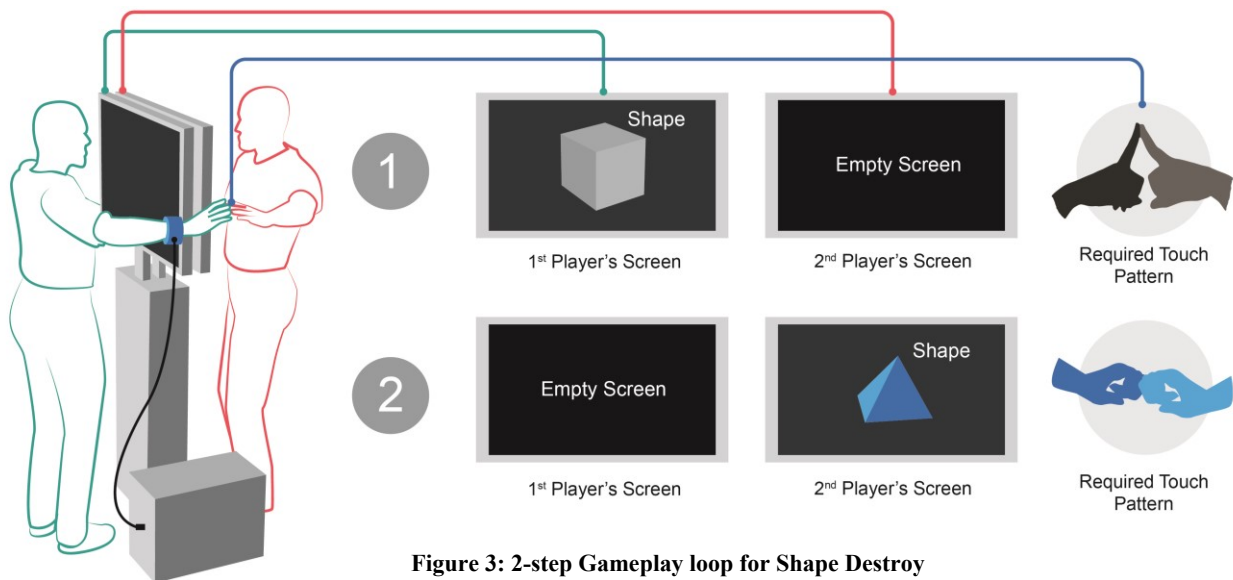 1
Shape
1st Player's Screen
Empty Screen
2nd Player's Screen
Required Touch
Pattern
2
Empty Screen
1st Player's Screen
Shape
2nd Player's Screen
Required Touch
Pattern
Figure 3: 2-step Gameplay loop for Shape Destroy